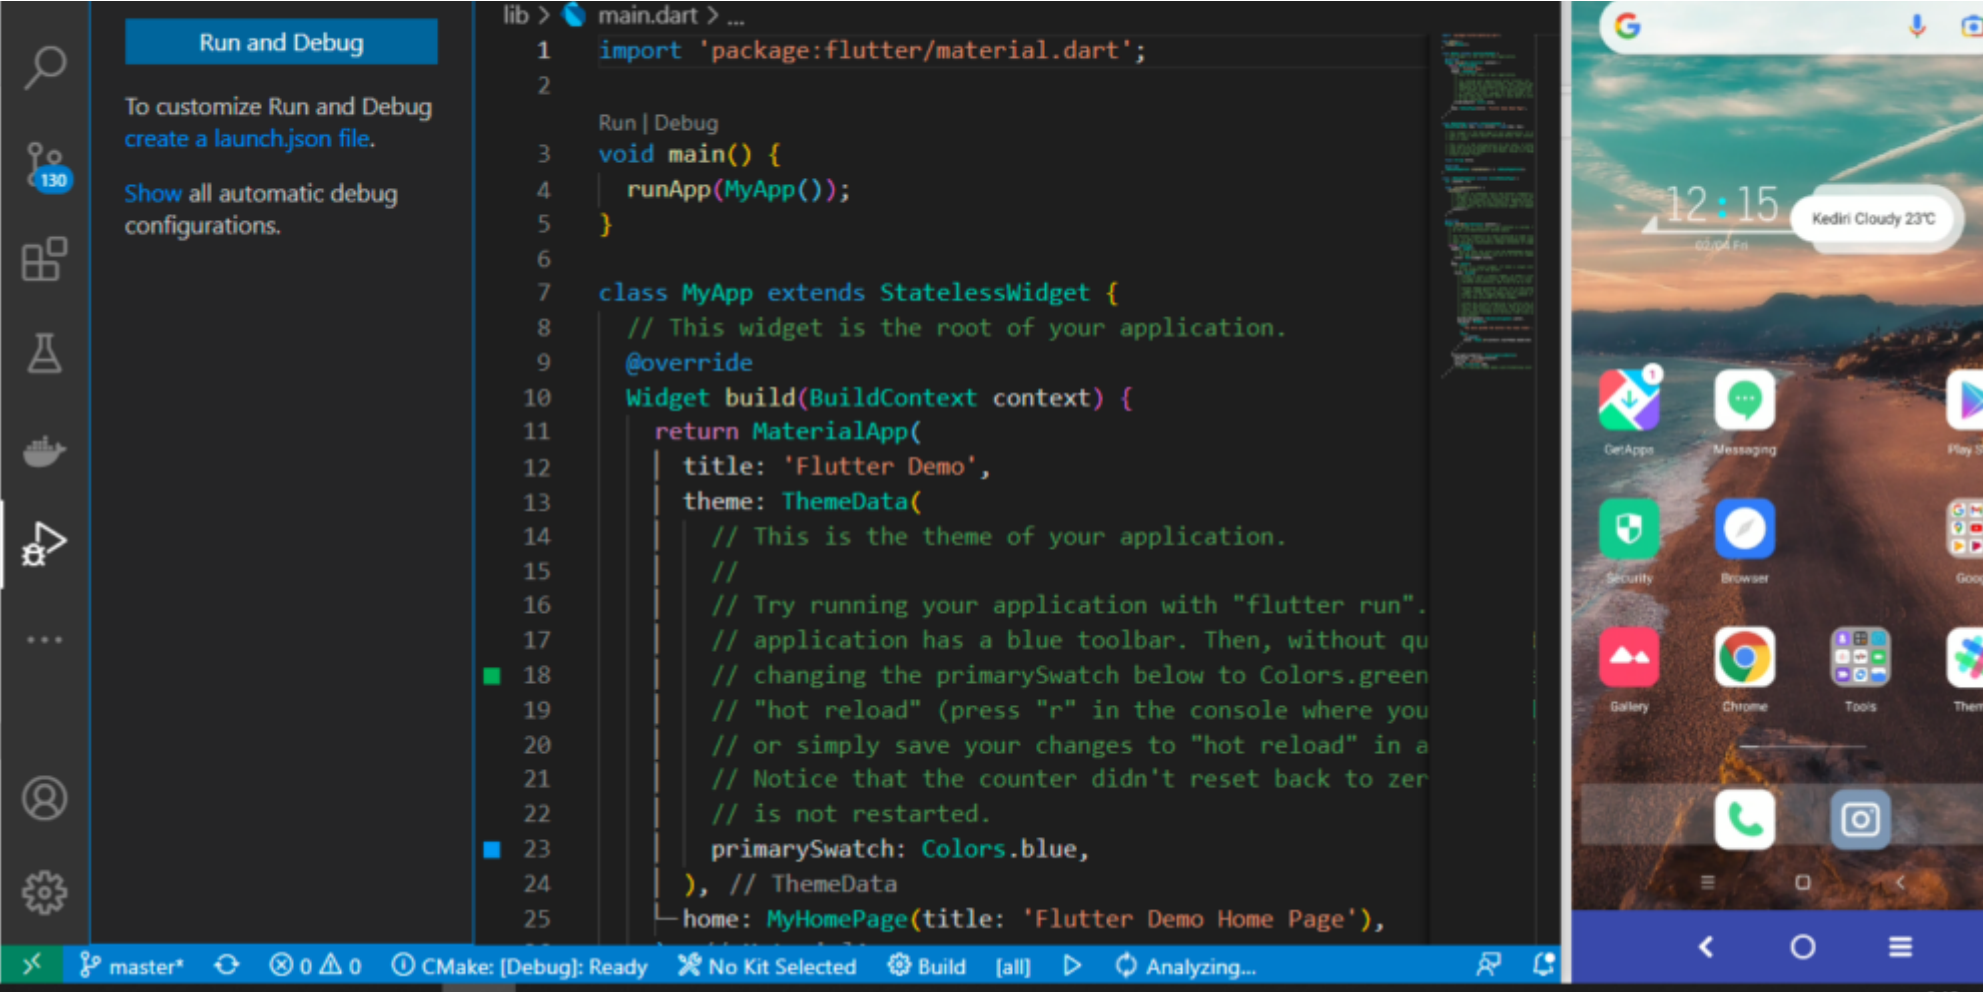 Run and Debug
To customize Run and Debug
create a launch.json file.
Show all automatic debug
configurations.
130
lib > main.dart > ...
1 import 'package:flutter/material.dart';
2
Run | Debug
3 void main() {
4 runApp(MyApp());
5 }
6
7 class MyApp extends StatelessWidget {
8 // This widget is the root of your application.
9 @override
10 Widget build(BuildContext context) {
11 return MaterialApp(
12 title: 'Flutter Demo',
13 theme: ThemeData(
14 // This is the theme of your application.
15 //
16 // Try running your application with "flutter run".
17 // application has a blue toolbar. Then, without qu
18 // changing the primarySwatch below to Colors.green
19 // "hot reload" (press "r" in the console where you
20 // or simply save your changes to "hot reload" in a
21 // Notice that the counter didn't reset back to zer
22 // is not restarted.
23 primarySwatch: Colors.blue,
24 ), // ThemeData
25 home: MyHomePage(title: 'Flutter Demo Home Page'),
master* 0 0 CMake: [Debug]: Ready No Kit Selected Build [all] Analyzing...
12:15
02/04 Fri
Kediri Cloudy 23°C
1
GetApps Messaging Play S
Security Browser Goog
Gallery Chrome Tools Them